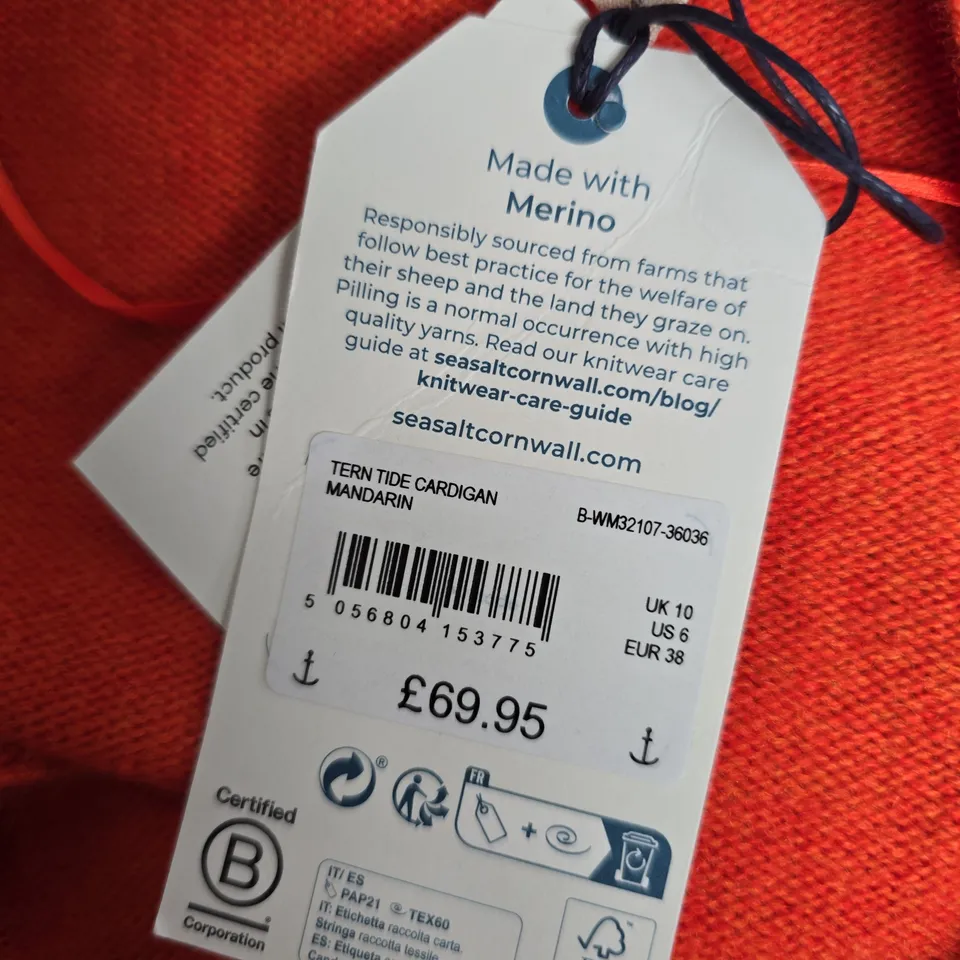 Made with
Merino
Responsibly sourced from farms that
follow best practice for the welfare of
their sheep and the land they graze on.
Pilling is a normal occurrence with high
quality yarns. Read our knitwear care
guide at seasaltcornwall.com/blog/
knitwear-care-guide
seasaltcornwall.com
TERN TIDE CARDIGAN
MANDARIN
B-WM32107-36036
5 056804 153775
UK 10
US 6
EUR 38
£69.95
®
FR
+
Certified
B
Corporation
IT/ ES
PAP21 TEX60
IT: Etichetta raccolta carta.
Stringa raccolta tessile.
ES: Etiqueta
product.
certified
in